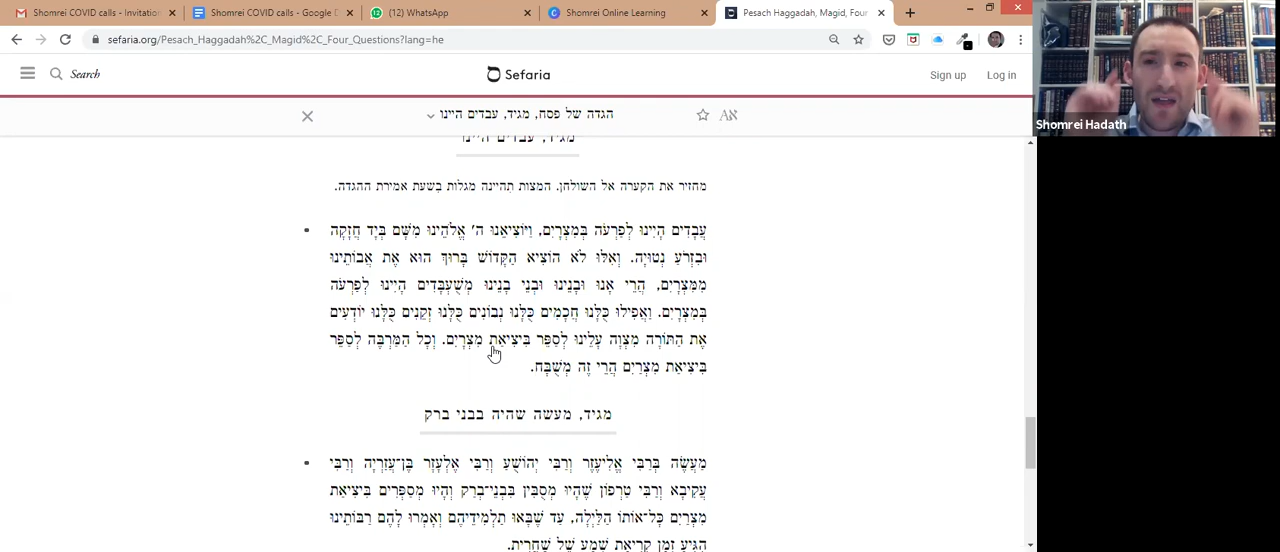 Shomrei COVID calls - Invitation
Shomrei COVID calls - Google D
(12) WhatsApp
Shomrei Online Learning
Pesach Haggadah, Magid, Four
sefaria.org/Pesach_Haggadah%2C_Magid%2C_Four_Questions?lang=he
Search
Sefaria
Sign up
Log in
הגדה של פסח, מגיד, עבדים היינו
Shomrei Hadath
מגיד, עבדים היינו
מחזיר את הקערה אל השולחן. המצות תהיינה מגלות בשעת אמירת ההגדה.
עֲבָדִים הָיִינוּ לְפַרְעֹה בְּמִצְרָיִם, וַיּוֹצִיאֵנוּ ה' אֱלֹהֵינוּ מִשָּׁם בְּיָד חֲזָקָה
וּבִזְרֹעַ נְטוּיָה. וְאִלּוּ לֹא הוֹצִיא הַקָּדוֹשׁ בָּרוּךְ הוּא אֶת אֲבוֹתֵינוּ
מִמִּצְרָיִם, הֲרֵי אָנוּ וּבָנֵינוּ וּבְנֵי בָנֵינוּ מְשֻׁעְבָּדִים הָיִינוּ לְפַרְעֹה
בְּמִצְרָיִם. וַאֲפִילוּ כֻּלָּנוּ חֲכָמִים כֻּלָּנוּ נְבוֹנִים כֻּלָּנוּ זְקֵנִים כֻּלָּנוּ יוֹדְעִים
אֶת הַתּוֹרָה מִצְוָה עָלֵינוּ לְסַפֵּר בִּיצִיאַת מִצְרָיִם. וְכָל הַמַּרְבֶּה לְסַפֵּר
בִּיצִיאַת מִצְרַיִם הֲרֵי זֶה מְשֻׁבָּח.
מגיד, מעשה שהיה בבני ברק
מַעֲשֶׂה בְּרַבִּי אֱלִיעֶזֶר וְרַבִּי יְהוֹשֻׁעַ וְרַבִּי אֶלְעָזָר בֶּן־עֲזַרְיָה וְרַבִּי
עֲקִיבָא וְרַבִּי טַרְפוֹן שֶׁהָיוּ מְסֻבִּין בִּבְנֵי־בְרַק וְהָיוּ מְסַפְּרִים בִּיצִיאַת
מִצְרַיִם כָּל־אוֹתוֹ הַלַּיְלָה, עַד שֶׁבָּאוּ תַלְמִידֵיהֶם וְאָמְרוּ לָהֶם רַבּוֹתֵינוּ
הִגִּיעַ זְמַן קְרִיאַת שְׁמַע שֶׁל שַׁחֲרִית.